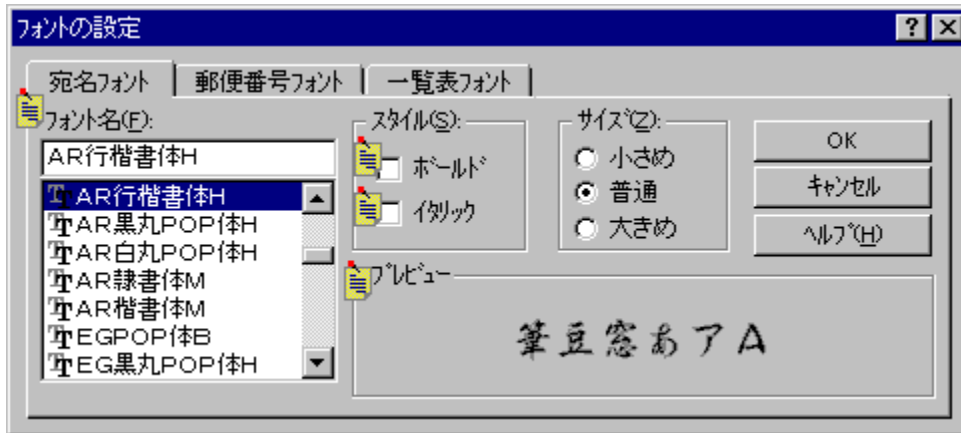 フォントの設定
宛名フォント
郵便番号フォント
一覧表フォント
フォント名(F):
AR行楷書体H
AR行楷書体H
AR黒丸POP体H
AR白丸POP体H
AR隷書体M
AR楷書体M
EGPOP体B
EG黒丸POP体H
スタイル(S):
ボールド
イタリック
サイズ(Z):
小さめ
普通
大きめ
OK
キャンセル
ヘルプ(H)
プレビュー
筆豆窓あアA